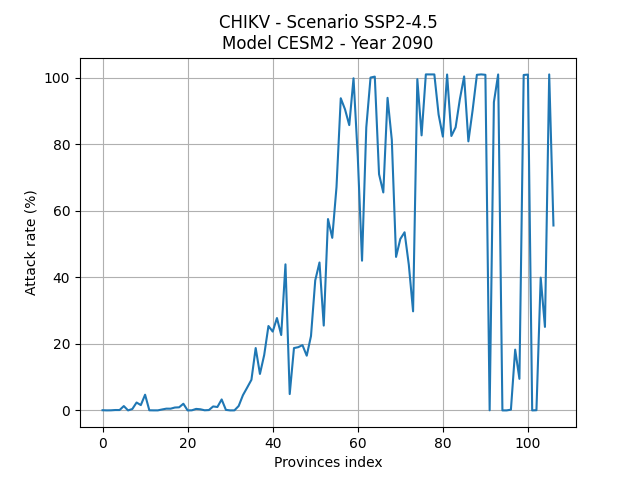 CHIKV - Scenario SSP2-4.5
Model CESM2 - Year 2090
Attack rate (%)
100
80
60
40
20
0
0 20 40 60 80 100
Provinces index